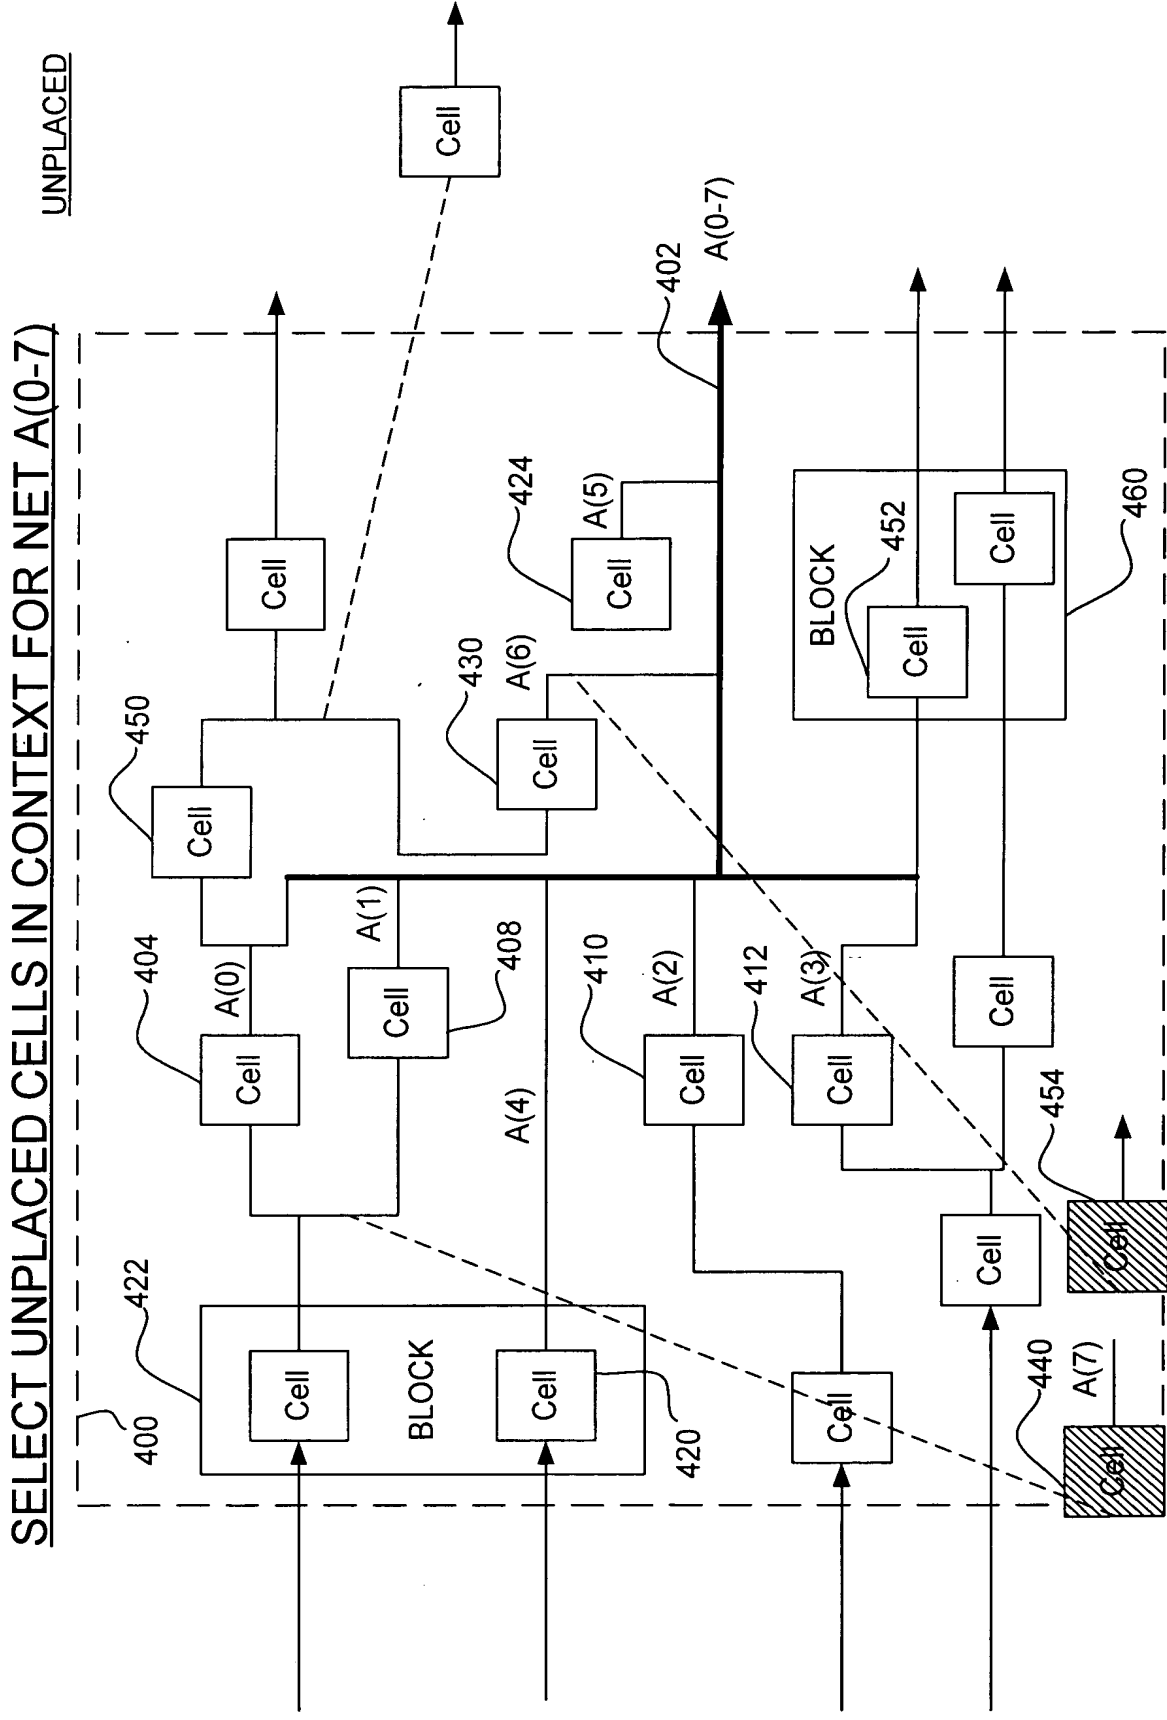 SELECT UNPLACED CELLS IN CONTEXT FOR NET A(0-7)
UNPLACED
400
422
Cell
BLOCK
Cell
420
404
Cell
A(0)
450
Cell
Cell
Cell
A(1)
Cell
408
A(4)
430
Cell
A(6)
424
Cell
A(5)
402
A(0-7)
410
Cell
A(2)
Cell
412
Cell
A(3)
BLOCK
452
Cell
Cell
460
Cell
Cell
440
Cell
A(7)
454
Cell